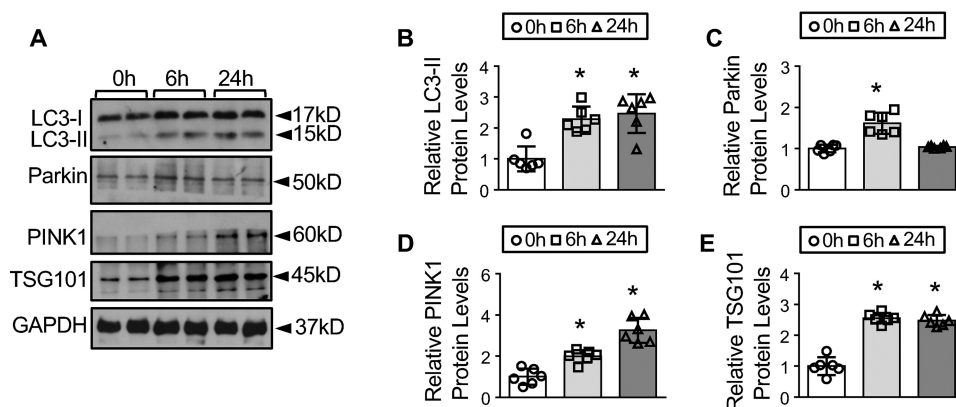 A
0h 6h 24h
LC3-I 17kD
LC3-II 15kD
Parkin 50kD
PINK1 60kD
TSG101 45kD
GAPDH 37kD
B
0h 6h 24h
Relative LC3-II
Protein Levels
4
3
2
1
0
*
*
C
0h 6h 24h
Relative Parkin
Protein Levels
3
2
1
0
*
D
0h 6h 24h
Relative PINK1
Protein Levels
6
4
2
0
*
*
E
0h 6h 24h
Relative TSG101
Protein Levels
4
3
2
1
0
*
*